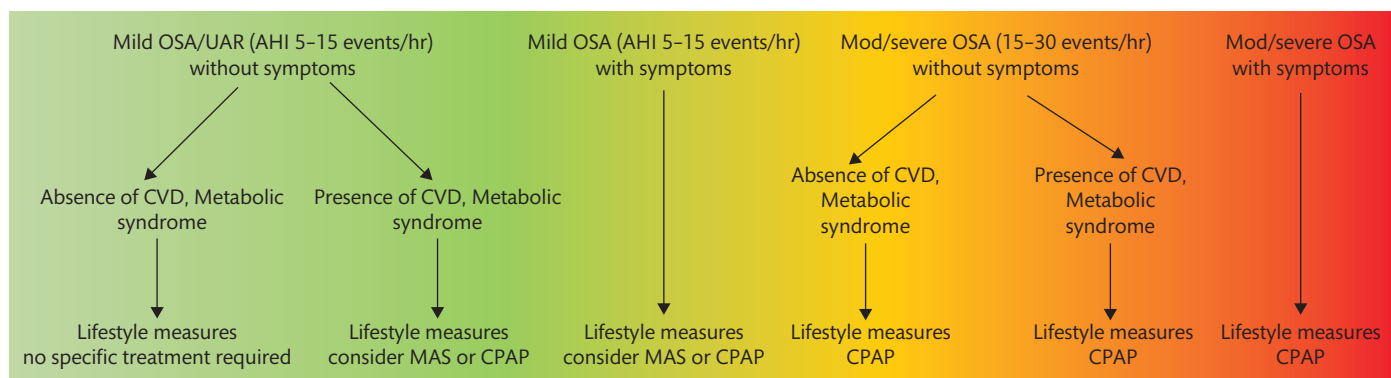 Mild OSA/UAR (AHI 5–15 events/hr)
without symptoms
Mild OSA (AHI 5–15 events/hr)
with symptoms
Mod/severe OSA (15–30 events/hr)
without symptoms
Mod/severe OSA
with symptoms
Absence of CVD, Metabolic
syndrome
Presence of CVD, Metabolic
syndrome
Absence of CVD,
Metabolic
syndrome
Presence of CVD,
Metabolic
syndrome
Lifestyle measures
no specific treatment required
Lifestyle measures
consider MAS or CPAP
Lifestyle measures
consider MAS or CPAP
Lifestyle measures
CPAP
Lifestyle measures
CPAP
Lifestyle measures
CPAP